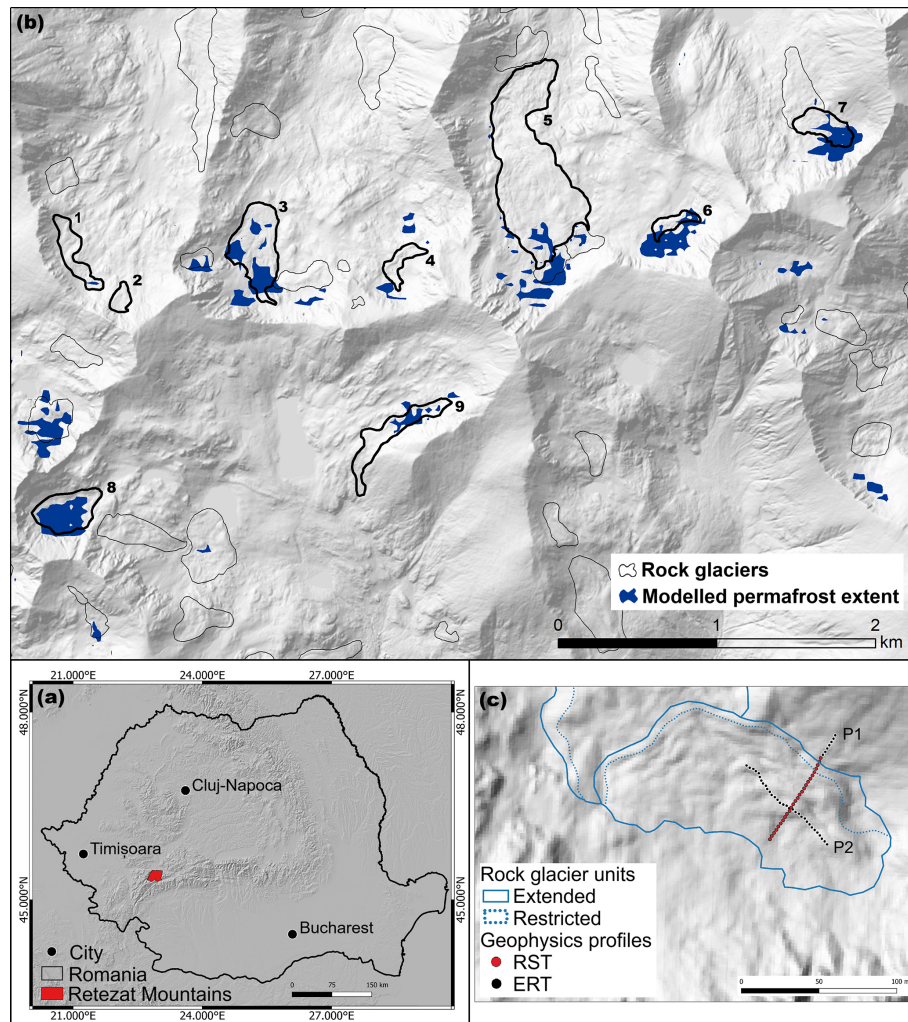 (b)
1
2
3
4
5
6
7
8
9
Rock glaciers
Modelled permafrost extent
0 1 2
km
(a)
21.000°E 24.000°E 27.000°E
48.000°N 48.000°N
Cluj-Napoca
Timișoara
45.000°N 45.000°N
Bucharest
City
Romania
Retezat Mountains
0 75 150 km
21.000°E 24.000°E 27.000°E
(c)
P1
P2
Rock glacier units
Extended
Restricted
Geophysics profiles
RST
ERT
0 50 100 m